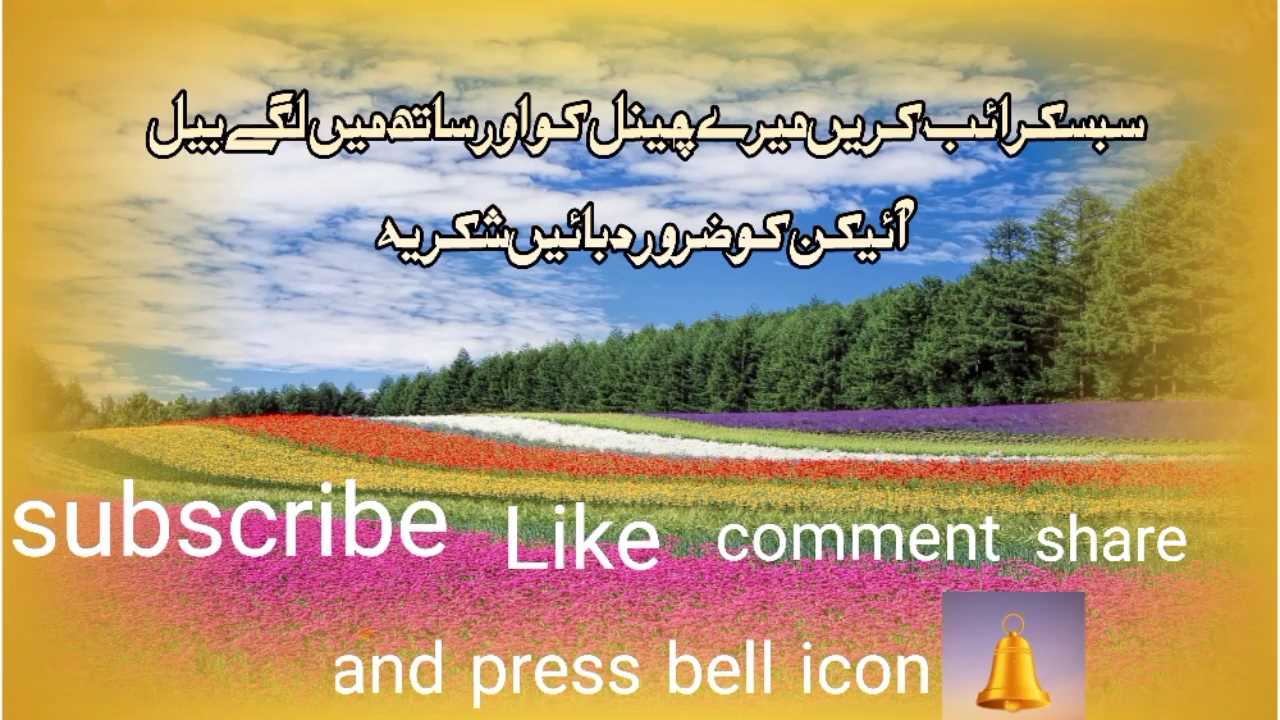 سبسکرائب کریں میرے چینل کو اور ساتھ میں لگے بیل
آئیکن کو ضرور دبائیں شکریہ
subscribe Like comment share
and press bell icon